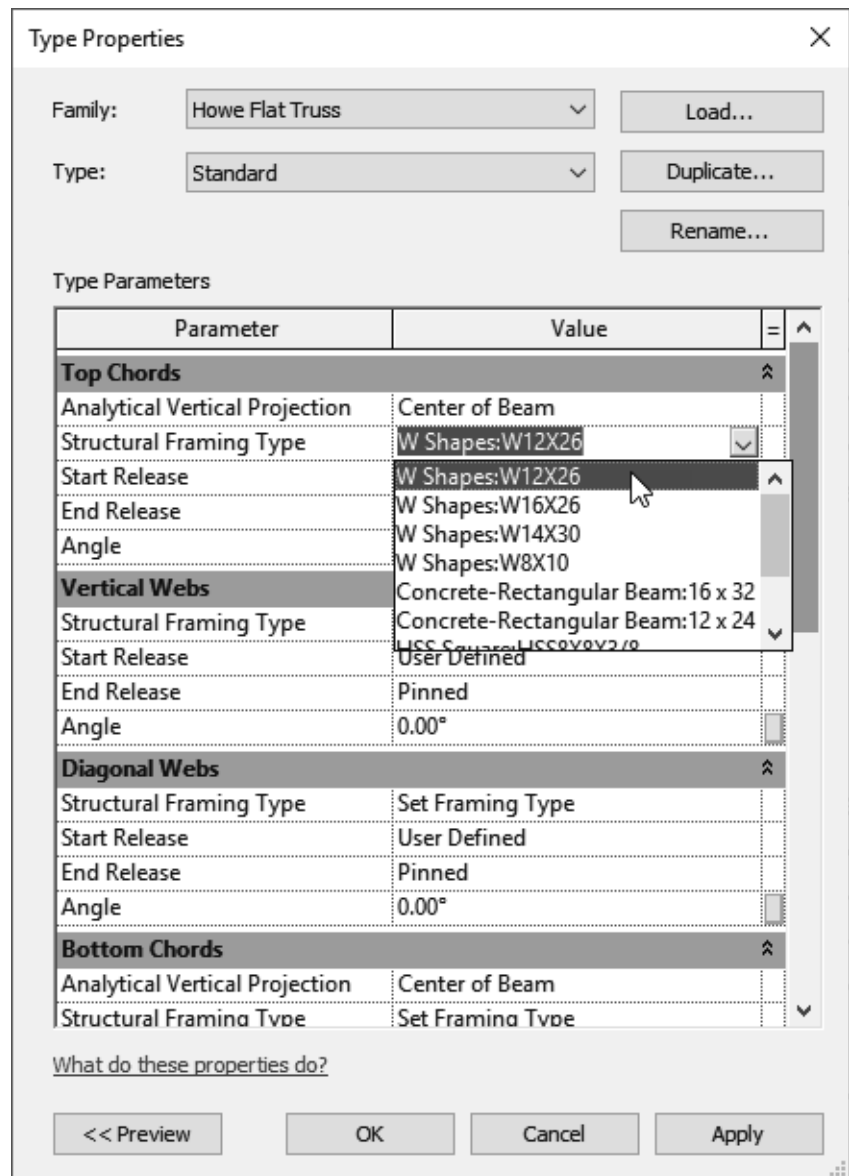 Type Properties
Family: Howe Flat Truss Load...
Type: Standard Duplicate...
Rename...
Type Parameters
Parameter Value =
Top Chords
Analytical Vertical Projection Center of Beam
Structural Framing Type W Shapes:W12X26
Start Release W Shapes:W12X26
End Release W Shapes:W16X26
Angle W Shapes:W14X30
W Shapes:W8X10
Vertical Webs Concrete-Rectangular Beam:16 x 32
Structural Framing Type Concrete-Rectangular Beam:12 x 24
HSS Square:HSS8X8X3/8
Start Release User Defined
End Release Pinned
Angle 0.00°
Diagonal Webs
Structural Framing Type Set Framing Type
Start Release User Defined
End Release Pinned
Angle 0.00°
Bottom Chords
Analytical Vertical Projection Center of Beam
Structural Framing Type Set Framing Type
What do these properties do?
<< Preview OK Cancel Apply